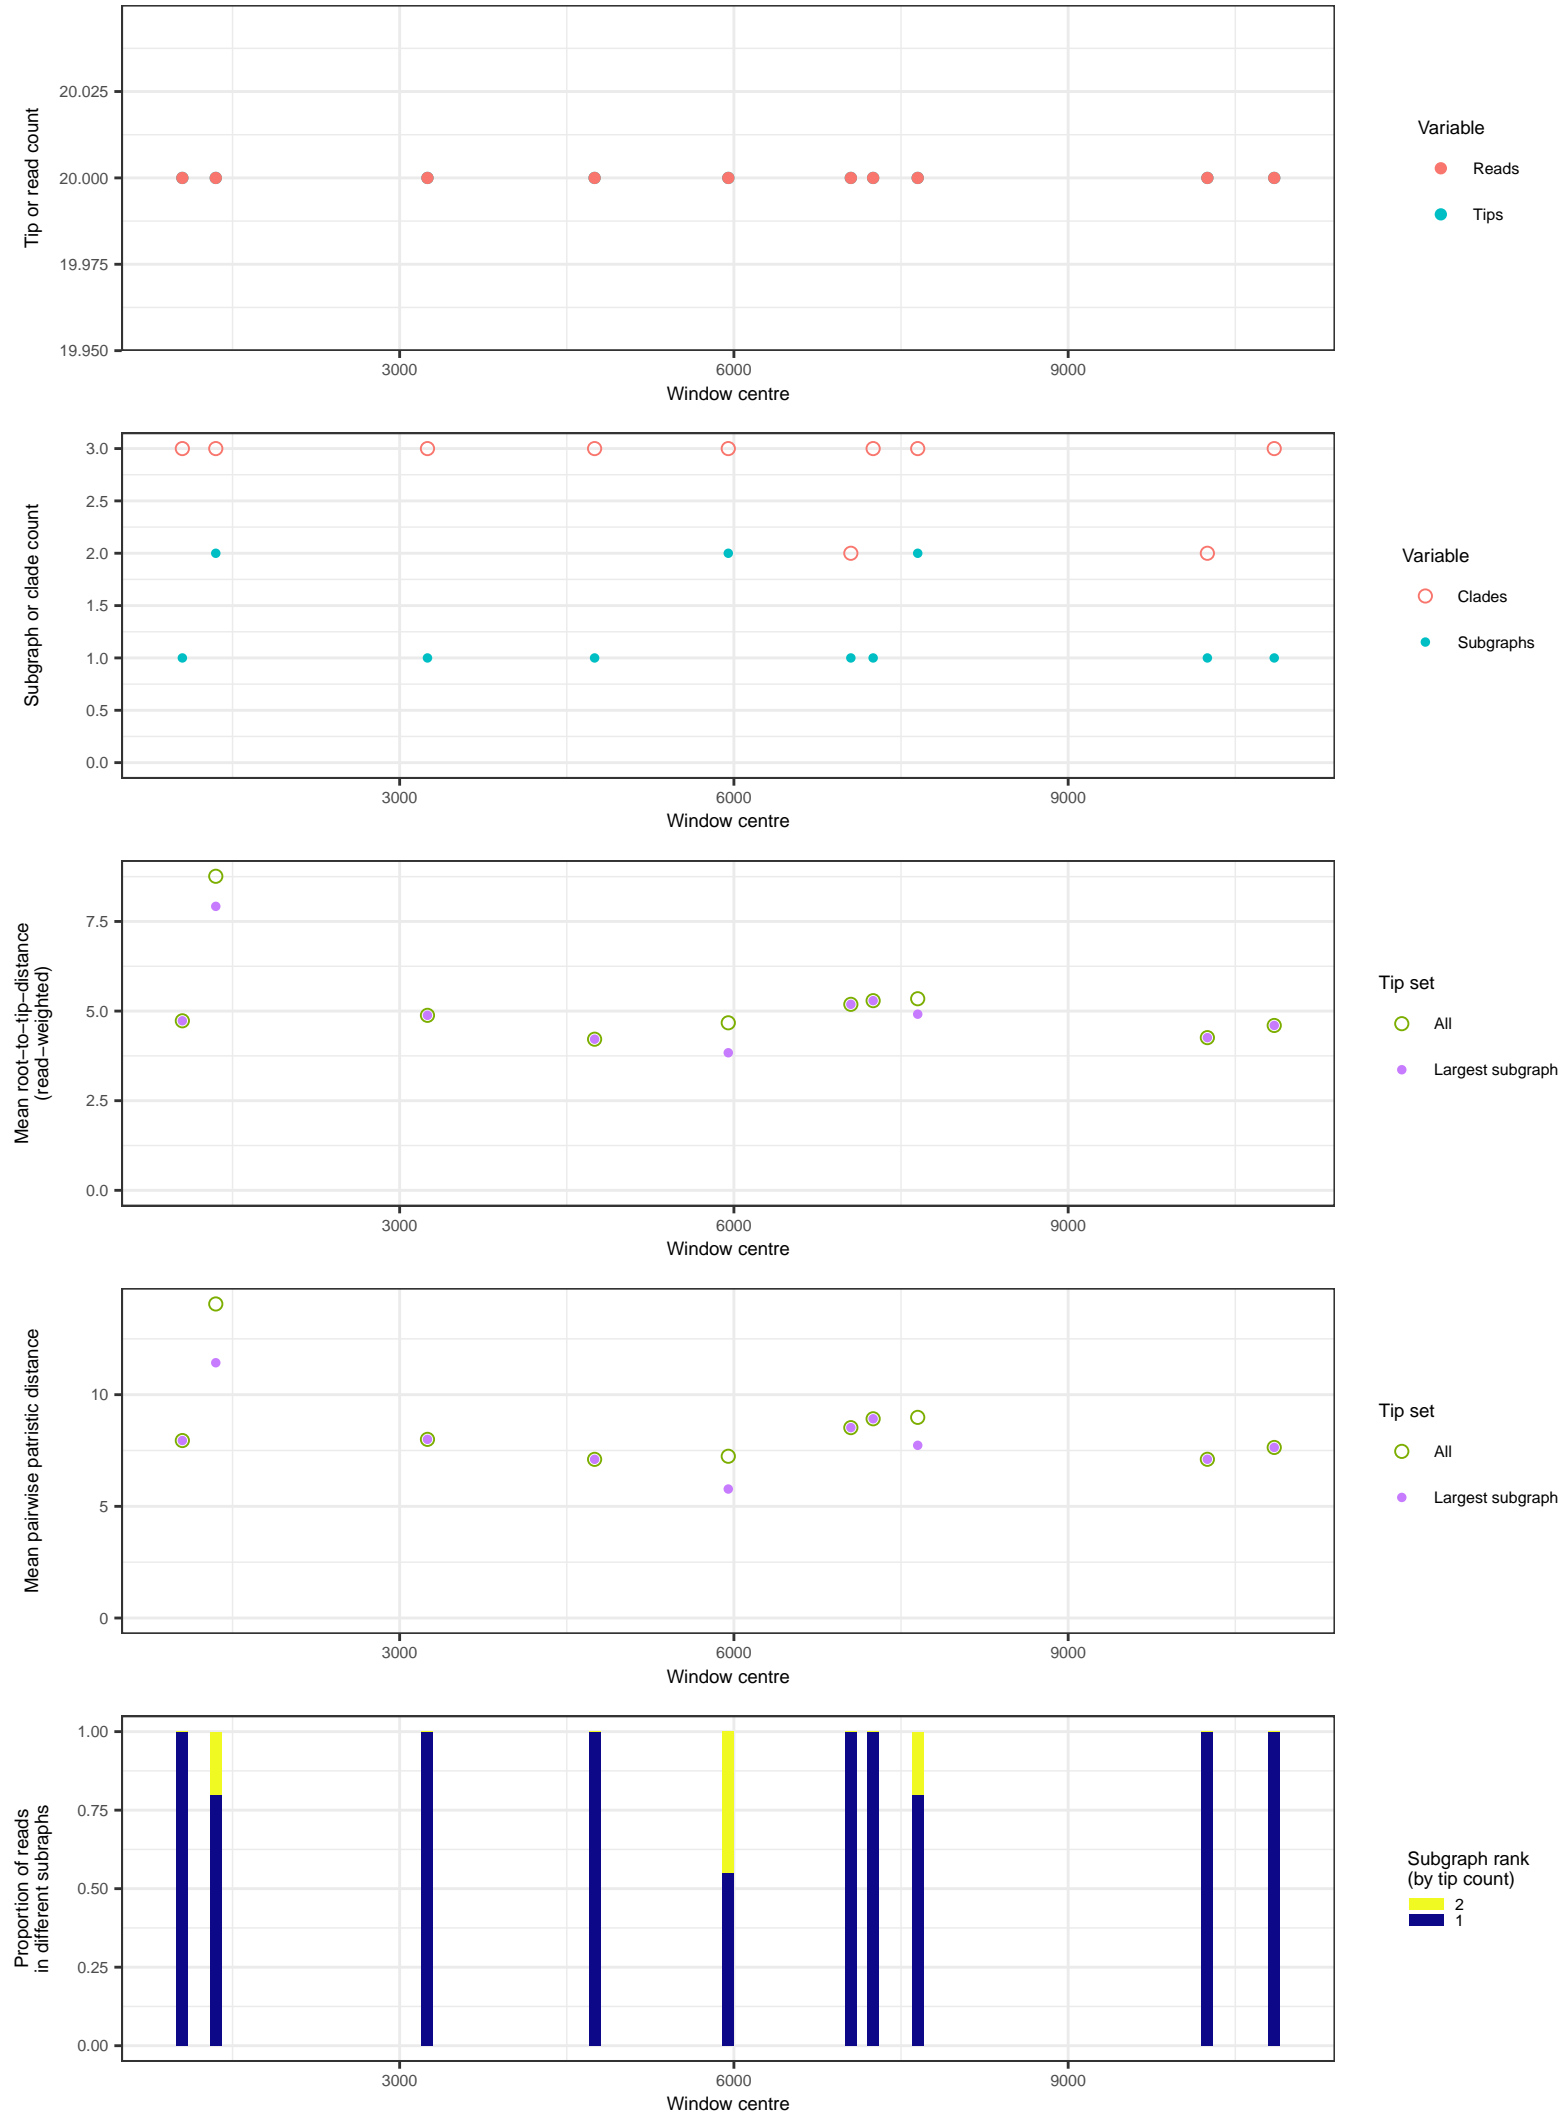 Tip or read count
20.025
20.000
19.975
19.950
3000
6000
9000
Window centre
Variable
Reads
Tips
Subgraph or clade count
3.0
2.5
2.0
1.5
1.0
0.5
0.0
3000
6000
9000
Window centre
Variable
Clades
Subgraphs
Mean root−to−tip−distance
(read−weighted)
7.5
5.0
2.5
0.0
3000
6000
9000
Window centre
Tip set
All
Largest subgraph
Mean pairwise patristic distance
10
5
0
3000
6000
9000
Window centre
Tip set
All
Largest subgraph
Proportion of reads
in different subraphs
1.00
0.75
0.50
0.25
0.00
3000
6000
9000
Window centre
Subgraph rank
(by tip count)
2
1